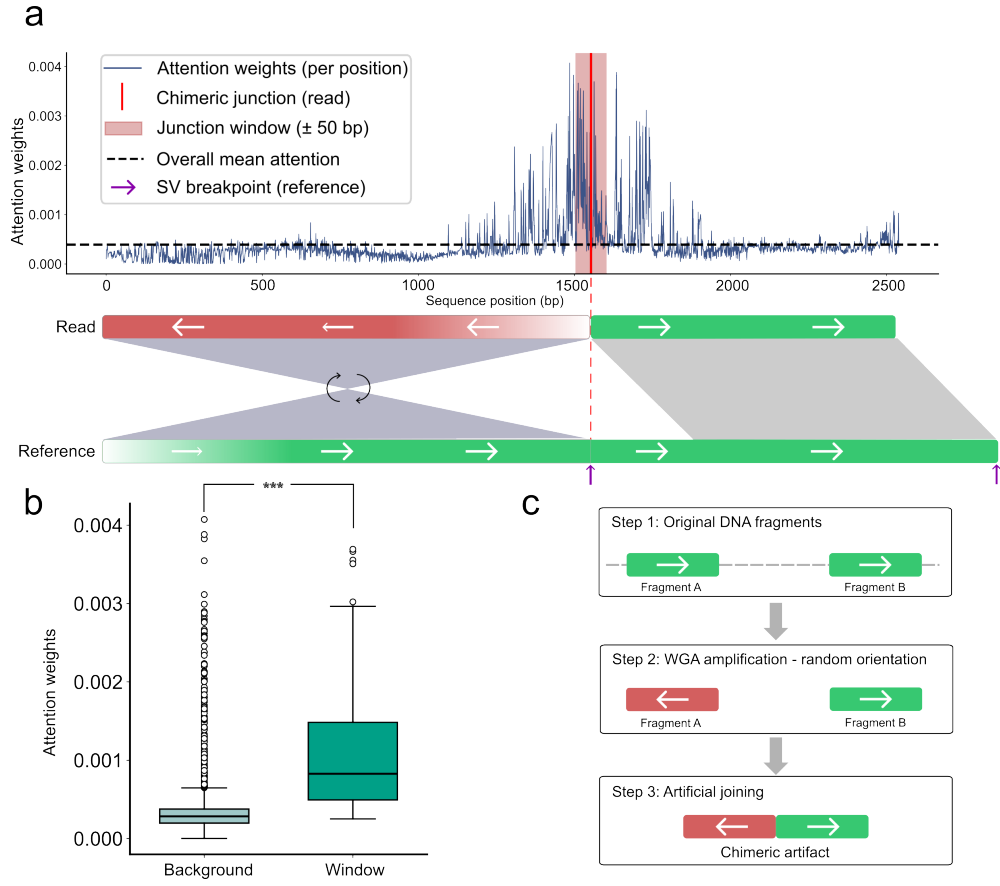 a
Attention weights
0.004
0.003
0.002
0.001
0.000
Attention weights (per position)
Chimeric junction (read)
Junction window (± 50 bp)
Overall mean attention
SV breakpoint (reference)
0 500 1000 1500 2000 2500
Sequence position (bp)
Read
Reference
b
***
Attention weights
0.004
0.003
0.002
0.001
0.000
Background Window
c
Step 1: Original DNA fragments
Fragment A Fragment B
Step 2: WGA amplification - random orientation
Fragment A Fragment B
Step 3: Artificial joining
Chimeric artifact